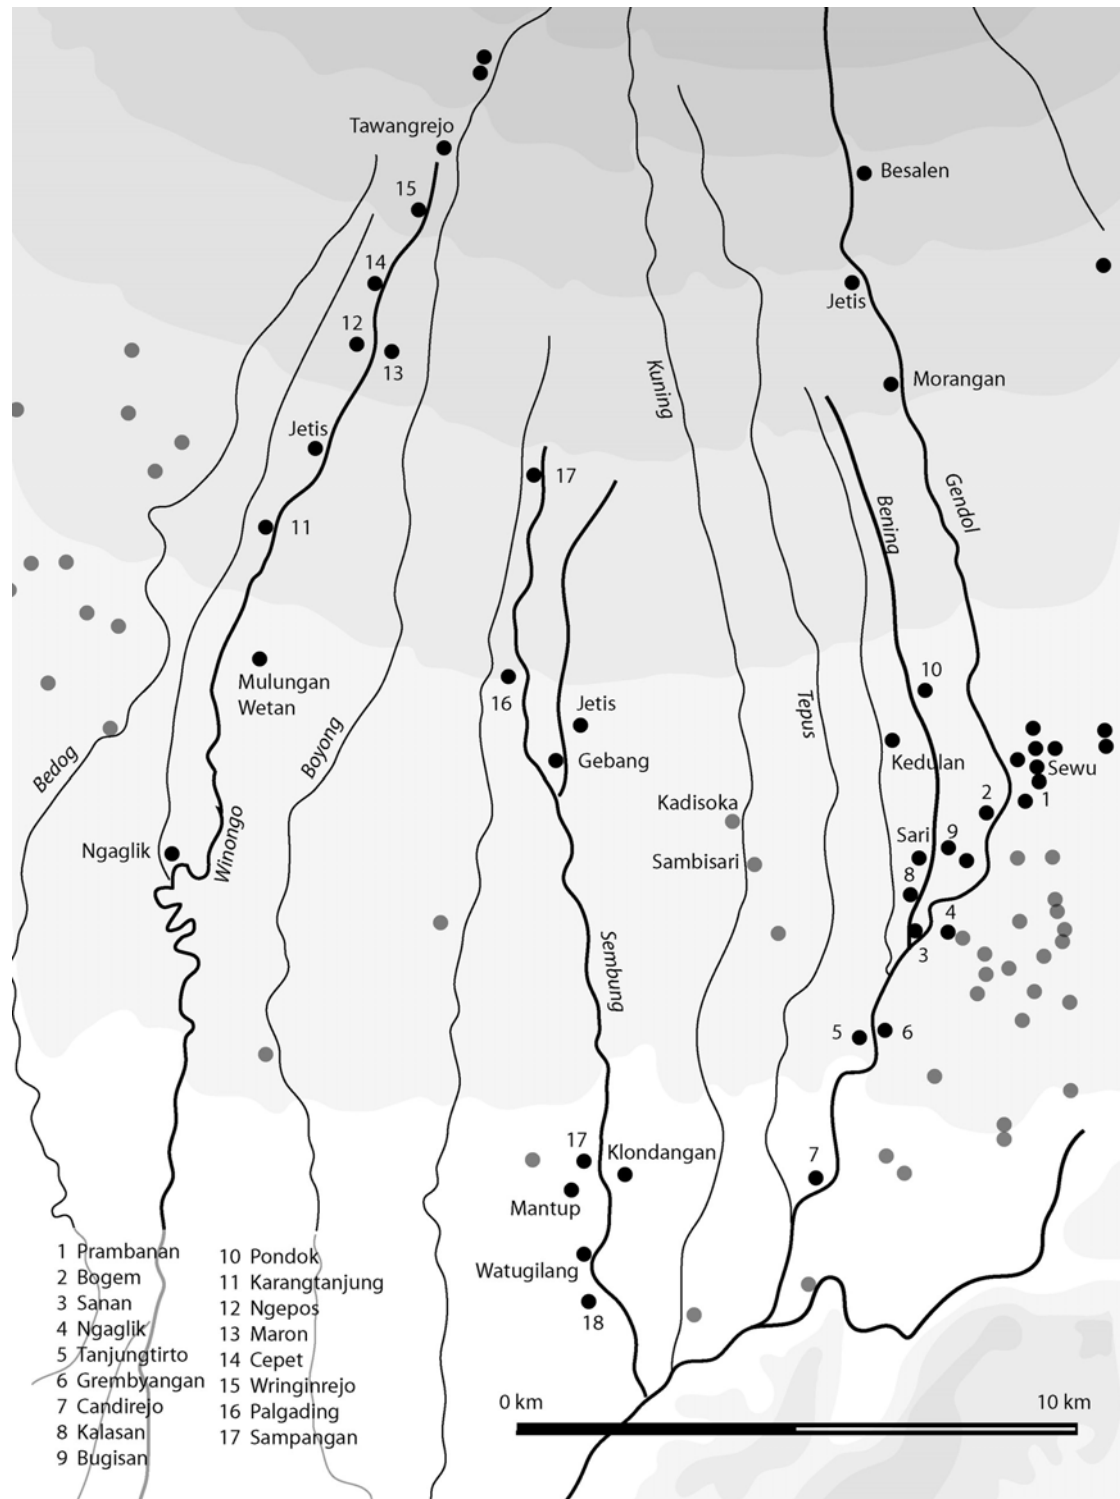 Tawangrejo
15
Besalen
14
Jetis
12
13
Kuning
Morangan
Jetis
17
Bening
Gendol
11
Mulungan
Wetan
10
16
Jetis
Tepus
Bedog
Boyong
Gebang
Kedulan
Sewu
Kadisoka
2
1
Winongo
Ngaglik
Sambisari
Sari
9
8
4
Sembung
3
5
6
17
Klondangan
7
Mantup
Watugilang
18
1 Prambanan
2 Bogem
3 Sanan
4 Ngaglik
5 Tanjungtirto
6 Grembyangan
7 Candirejo
8 Kalasan
9 Bugisan
10 Pondok
11 Karangtanjung
12 Ngepos
13 Maron
14 Cepet
15 Wringinrejo
16 Palgading
17 Sampangan
0 km
10 km